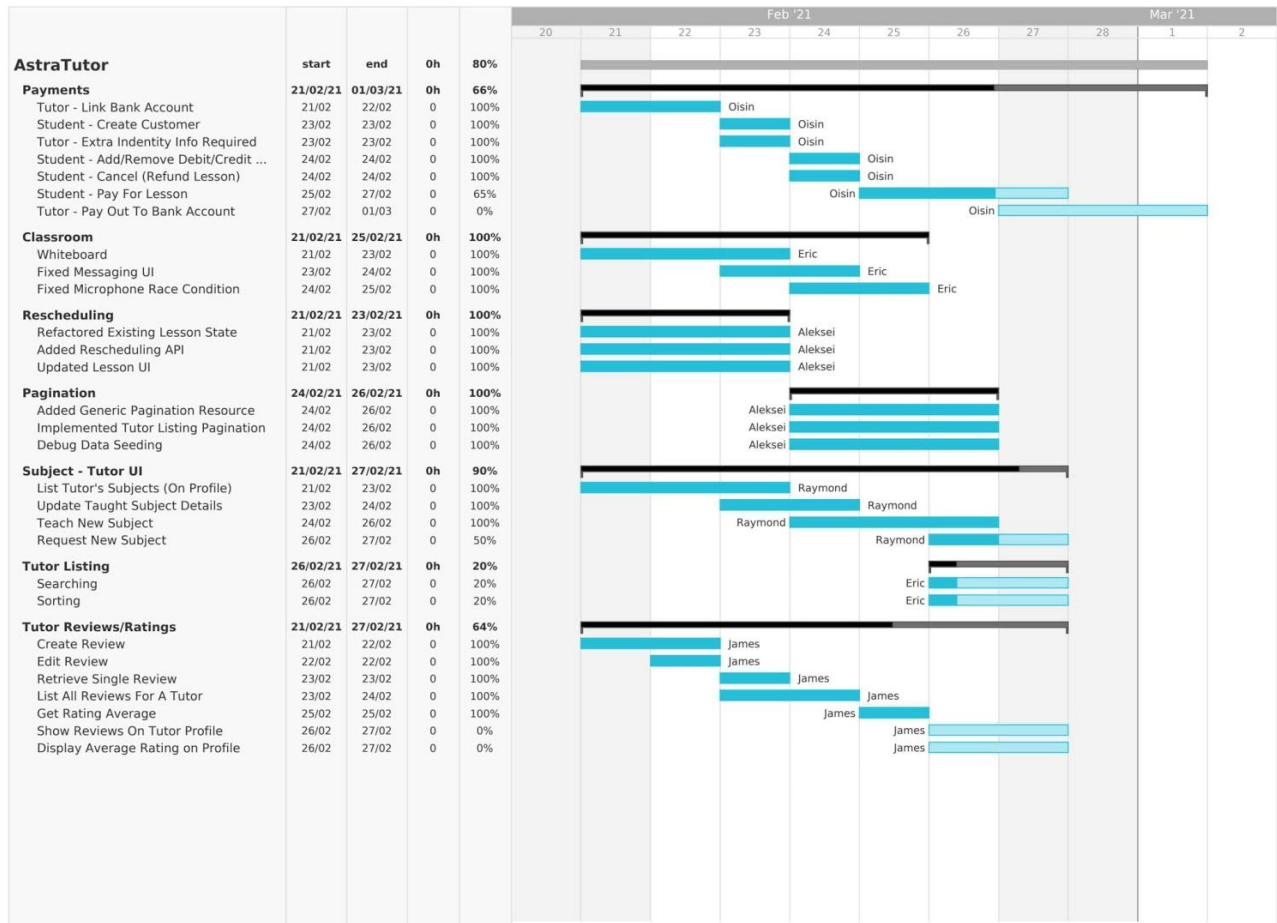 Feb '21 Mar '21
20 21 22 23 24 25 26 27 28 1 2
AstraTutor start end 0h 80%
Payments 21/02/21 01/03/21 0h 66%
Tutor - Link Bank Account 21/02 22/02 0 100% Oisin
Student - Create Customer 23/02 23/02 0 100% Oisin
Tutor - Extra Indentity Info Required 23/02 23/02 0 100% Oisin
Student - Add/Remove Debit/Credit ... 24/02 24/02 0 100% Oisin
Student - Cancel (Refund Lesson) 24/02 24/02 0 100% Oisin
Student - Pay For Lesson 25/02 27/02 0 65% Oisin
Tutor - Pay Out To Bank Account 27/02 01/03 0 0% Oisin
Classroom 21/02/21 25/02/21 0h 100%
Whiteboard 21/02 23/02 0 100% Eric
Fixed Messaging UI 23/02 24/02 0 100% Eric
Fixed Microphone Race Condition 24/02 25/02 0 100% Eric
Rescheduling 21/02/21 23/02/21 0h 100%
Refactored Existing Lesson State 21/02 23/02 0 100% Aleksei
Added Rescheduling API 21/02 23/02 0 100% Aleksei
Updated Lesson UI 21/02 23/02 0 100% Aleksei
Pagination 24/02/21 26/02/21 0h 100%
Added Generic Pagination Resource 24/02 26/02 0 100% Aleksei
Implemented Tutor Listing Pagination 24/02 26/02 0 100% Aleksei
Debug Data Seeding 24/02 26/02 0 100% Aleksei
Subject - Tutor UI 21/02/21 27/02/21 0h 90%
List Tutor's Subjects (On Profile) 21/02 23/02 0 100% Raymond
Update Taught Subject Details 23/02 24/02 0 100% Raymond
Teach New Subject 24/02 26/02 0 100% Raymond
Request New Subject 26/02 27/02 0 50% Raymond
Tutor Listing 26/02/21 27/02/21 0h 20%
Searching 26/02 27/02 0 20% Eric
Sorting 26/02 27/02 0 20% Eric
Tutor Reviews/Ratings 21/02/21 27/02/21 0h 64%
Create Review 21/02 22/02 0 100% James
Edit Review 22/02 22/02 0 100% James
Retrieve Single Review 23/02 23/02 0 100% James
List All Reviews For A Tutor 23/02 24/02 0 100% James
Get Rating Average 25/02 25/02 0 100% James
Show Reviews On Tutor Profile 26/02 27/02 0 0% James
Display Average Rating on Profile 26/02 27/02 0 0% James